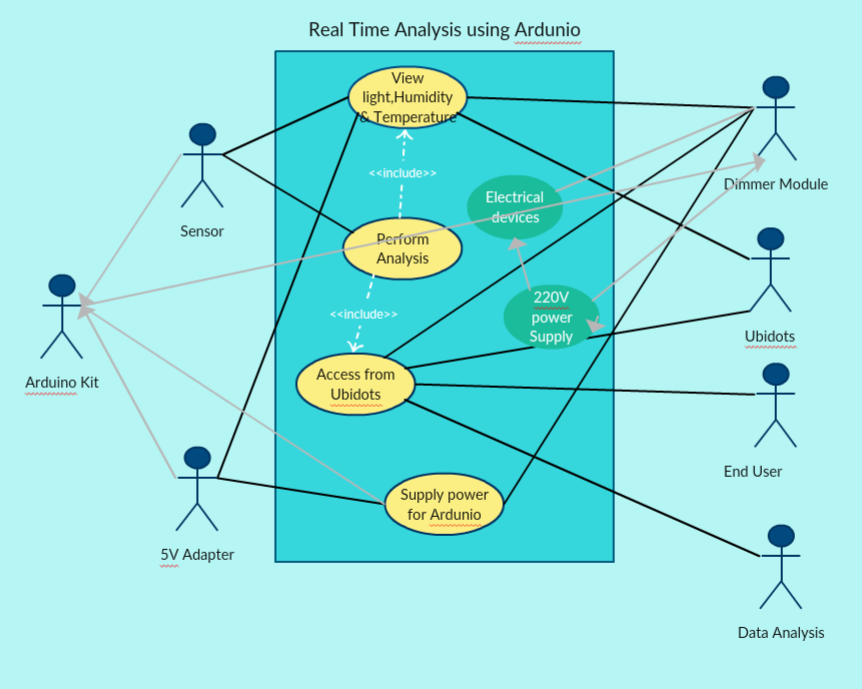 Real Time Analysis using Ardunio
View
light,Humidity
& Temperature
<<include>>
Dimmer Module
Electrical
devices
Sensor
Perform
Analysis
220V
power
Supply
<<include>>
Ubidots
Arduino Kit
Access from
Ubidots
End User
Supply power
for Ardunio
5V Adapter
Data Analysis